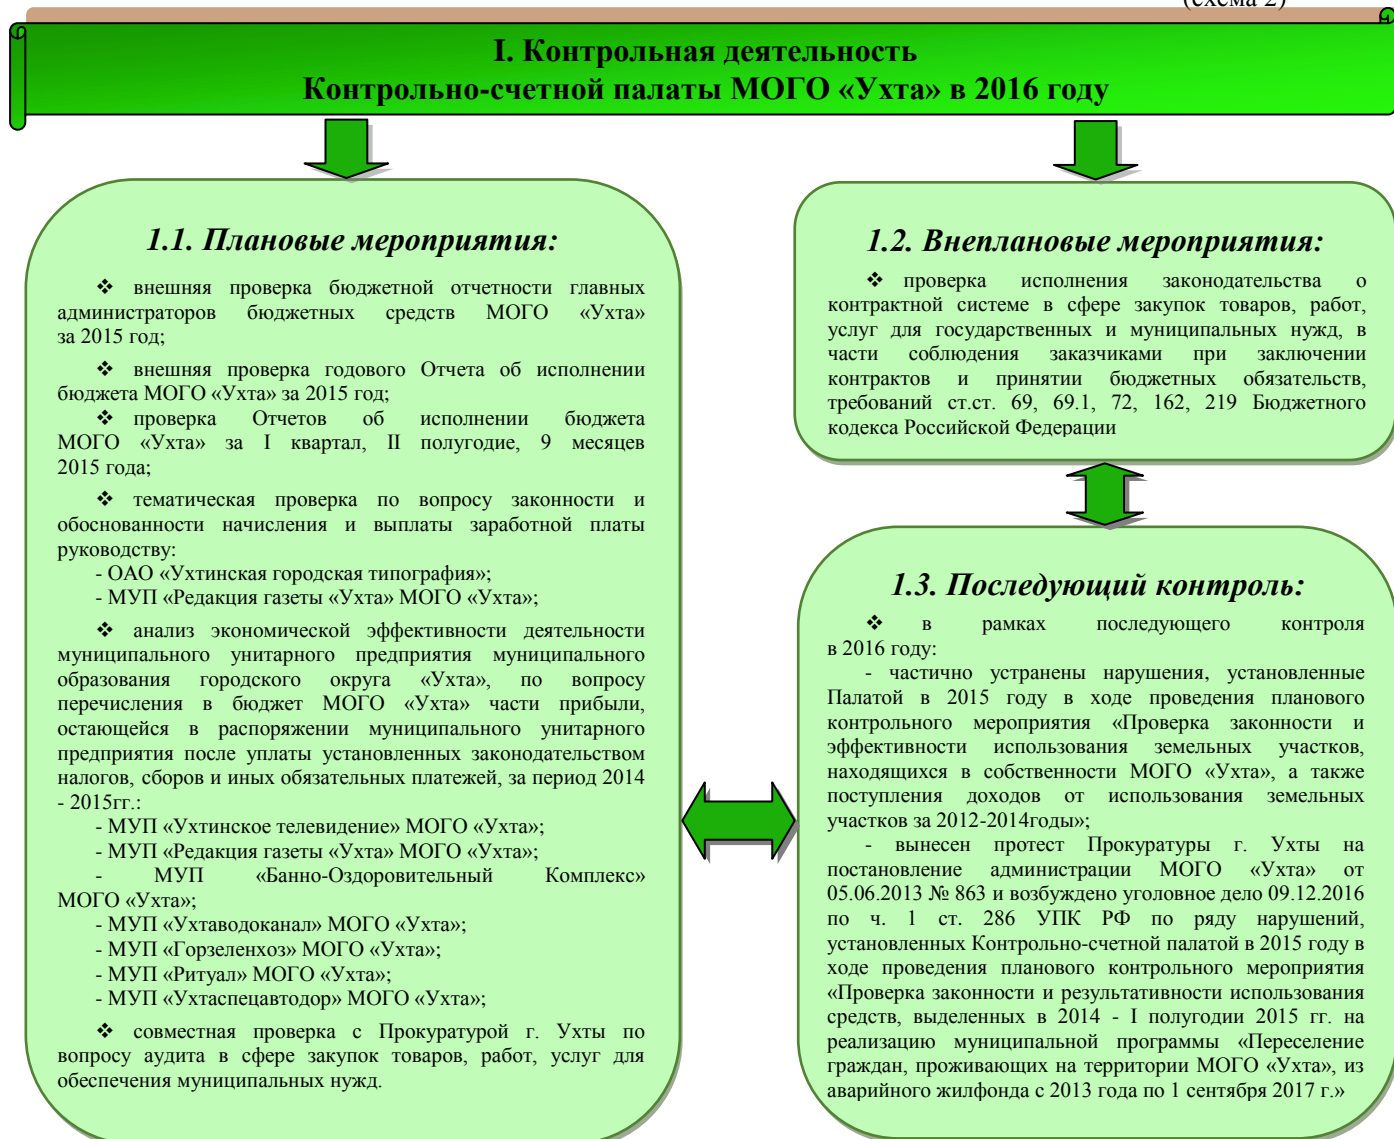 (схема 2)
I. Контрольная деятельность
Контрольно-счетной палаты МОГО «Ухта» в 2016 году
1.1. Плановые мероприятия:
❖ внешняя проверка бюджетной отчетности главных
администраторов бюджетных средств МОГО «Ухта»
за 2015 год;
❖ внешняя проверка годового Отчета об исполнении
бюджета МОГО «Ухта» за 2015 год;
❖ проверка Отчетов об исполнении бюджета
МОГО «Ухта» за I квартал, II полугодие, 9 месяцев
2015 года;
❖ тематическая проверка по вопросу законности и
обоснованности начисления и выплаты заработной платы
руководству:
- ОАО «Ухтинская городская типография»;
- МУП «Редакция газеты «Ухта» МОГО «Ухта»;
❖ анализ экономической эффективности деятельности
муниципального унитарного предприятия муниципального
образования городского округа «Ухта», по вопросу
перечисления в бюджет МОГО «Ухта» части прибыли,
остающейся в распоряжении муниципального унитарного
предприятия после уплаты установленных законодательством
налогов, сборов и иных обязательных платежей, за период 2014
- 2015гг.:
- МУП «Ухтинское телевидение» МОГО «Ухта»;
- МУП «Редакция газеты «Ухта» МОГО «Ухта»;
- МУП «Банно-Оздоровительный Комплекс»
МОГО «Ухта»;
- МУП «Ухтаводоканал» МОГО «Ухта»;
- МУП «Горзеленхоз» МОГО «Ухта»;
- МУП «Ритуал» МОГО «Ухта»;
- МУП «Ухтаспецавтодор» МОГО «Ухта»;
❖ совместная проверка с Прокуратурой г. Ухты по
вопросу аудита в сфере закупок товаров, работ, услуг для
обеспечения муниципальных нужд.
1.2. Внеплановые мероприятия:
❖ проверка исполнения законодательства о
контрактной системе в сфере закупок товаров, работ,
услуг для государственных и муниципальных нужд, в
части соблюдения заказчиками при заключении
контрактов и принятии бюджетных обязательств,
требований ст.ст. 69, 69.1, 72, 162, 219 Бюджетного
кодекса Российской Федерации
1.3. Последующий контроль:
❖ в рамках последующего контроля
в 2016 году:
- частично устранены нарушения, установленные
Палатой в 2015 году в ходе проведения планового
контрольного мероприятия «Проверка законности и
эффективности использования земельных участков,
находящихся в собственности МОГО «Ухта», а также
поступления доходов от использования земельных
участков за 2012-2014годы»;
- вынесен протест Прокуратуры г. Ухты на
постановление администрации МОГО «Ухта» от
05.06.2013 № 863 и возбуждено уголовное дело 09.12.2016
по ч. 1 ст. 286 УПК РФ по ряду нарушений,
установленных Контрольно-счетной палатой в 2015 году в
ходе проведения планового контрольного мероприятия
«Проверка законности и результативности использования
средств, выделенных в 2014 - I полугодии 2015 гг. на
реализацию муниципальной программы «Переселение
граждан, проживающих на территории МОГО «Ухта», из
аварийного жилфонда с 2013 года по 1 сентября 2017 г.»